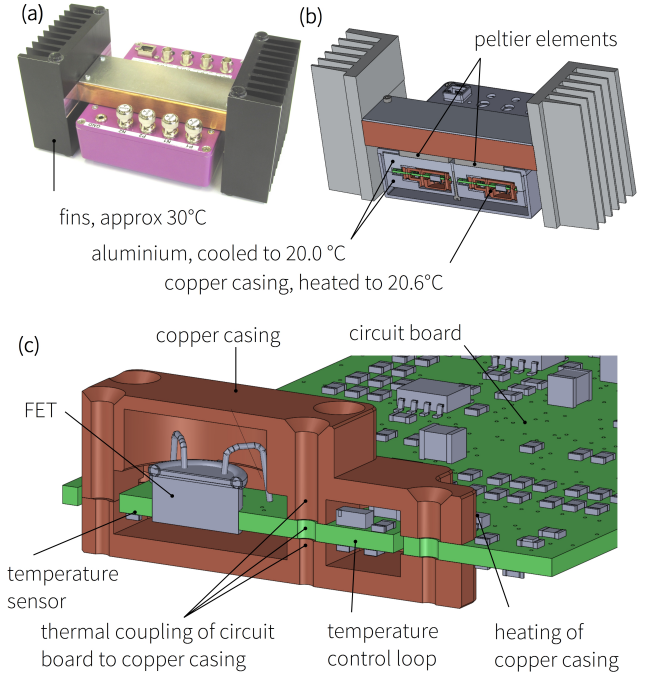 (a)
(b)
peltier elements
fins, approx 30°C
aluminium, cooled to 20.0 °C
copper casing, heated to 20.6°C
(c)
copper casing
circuit board
FET
temperature
sensor
thermal coupling of circuit
board to copper casing
temperature
control loop
heating of
copper casing